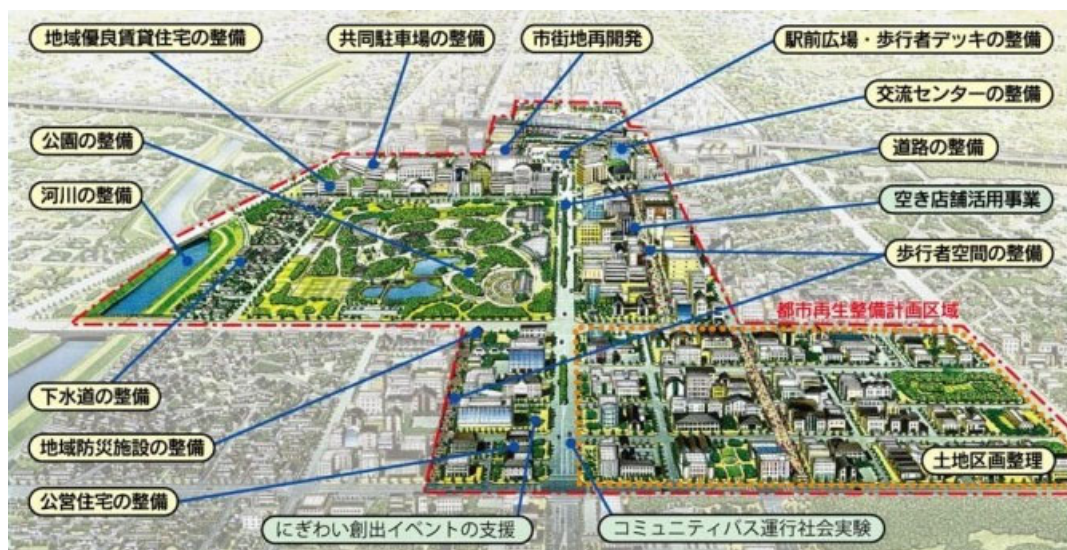 地域優良賃貸住宅の整備
共同駐車場の整備
市街地再開発
駅前広場・歩行者デッキの整備
交流センターの整備
公園の整備
道路の整備
河川の整備
空き店舗活用事業
歩行者空間の整備
都市再生整備計画区域
下水道の整備
地域防災施設の整備
土地区画整理
公営住宅の整備
にぎわい創出イベントの支援
コミュニティバス運行社会実験